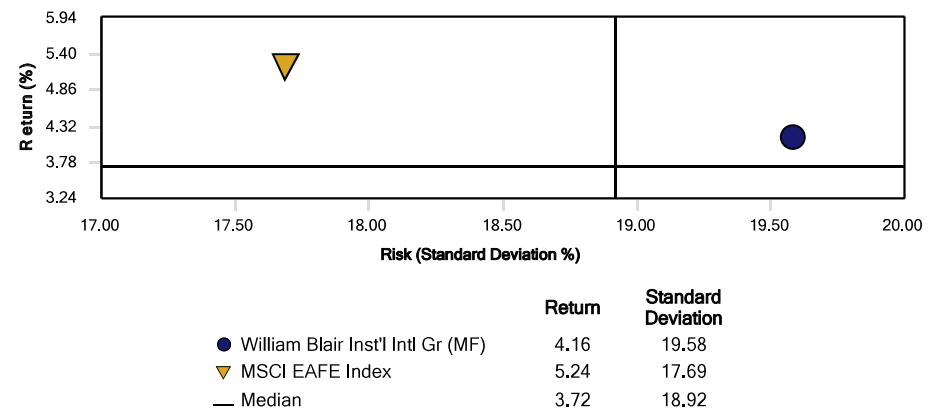 5.94
5.40
4.86
4.32
3.78
3.24
Return (%)
17.00 17.50 18.00 18.50 19.00 19.50 20.00
Risk (Standard Deviation %)
Return Standard Deviation
William Blair Inst'l Intl Gr (MF) 4.16 19.58
MSCI EAFE Index 5.24 17.69
Median 3.72 18.92